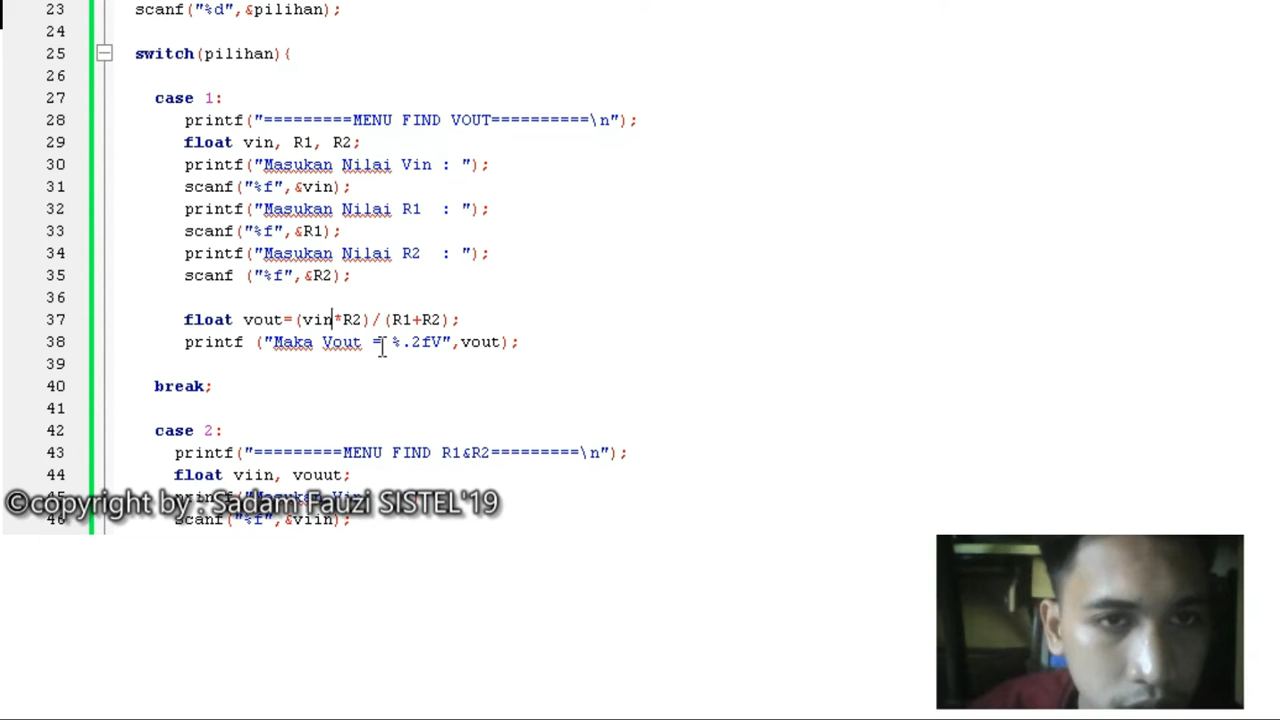 23 scanf("%d",&pilihan);
24
25 switch(pilihan){
26
27 case 1:
28 printf("=========MENU FIND VOUT==========\n");
29 float vin, R1, R2;
30 printf("Masukan Nilai Vin : ");
31 scanf("%f",&vin);
32 printf("Masukan Nilai R1  : ");
33 scanf("%f",&R1);
34 printf("Masukan Nilai R2  : ");
35 scanf ("%f",&R2);
36
37 float vout=(vin*R2)/(R1+R2);
38 printf ("Maka Vout = %.2fV",vout);
39
40 break;
41
42 case 2:
43 printf("=========MENU FIND R1&R2=========\n");
44 float viin, vouut;
©copyright by : Sadam Fauzi SISTEL'19
46 scanf("%f",&viin);